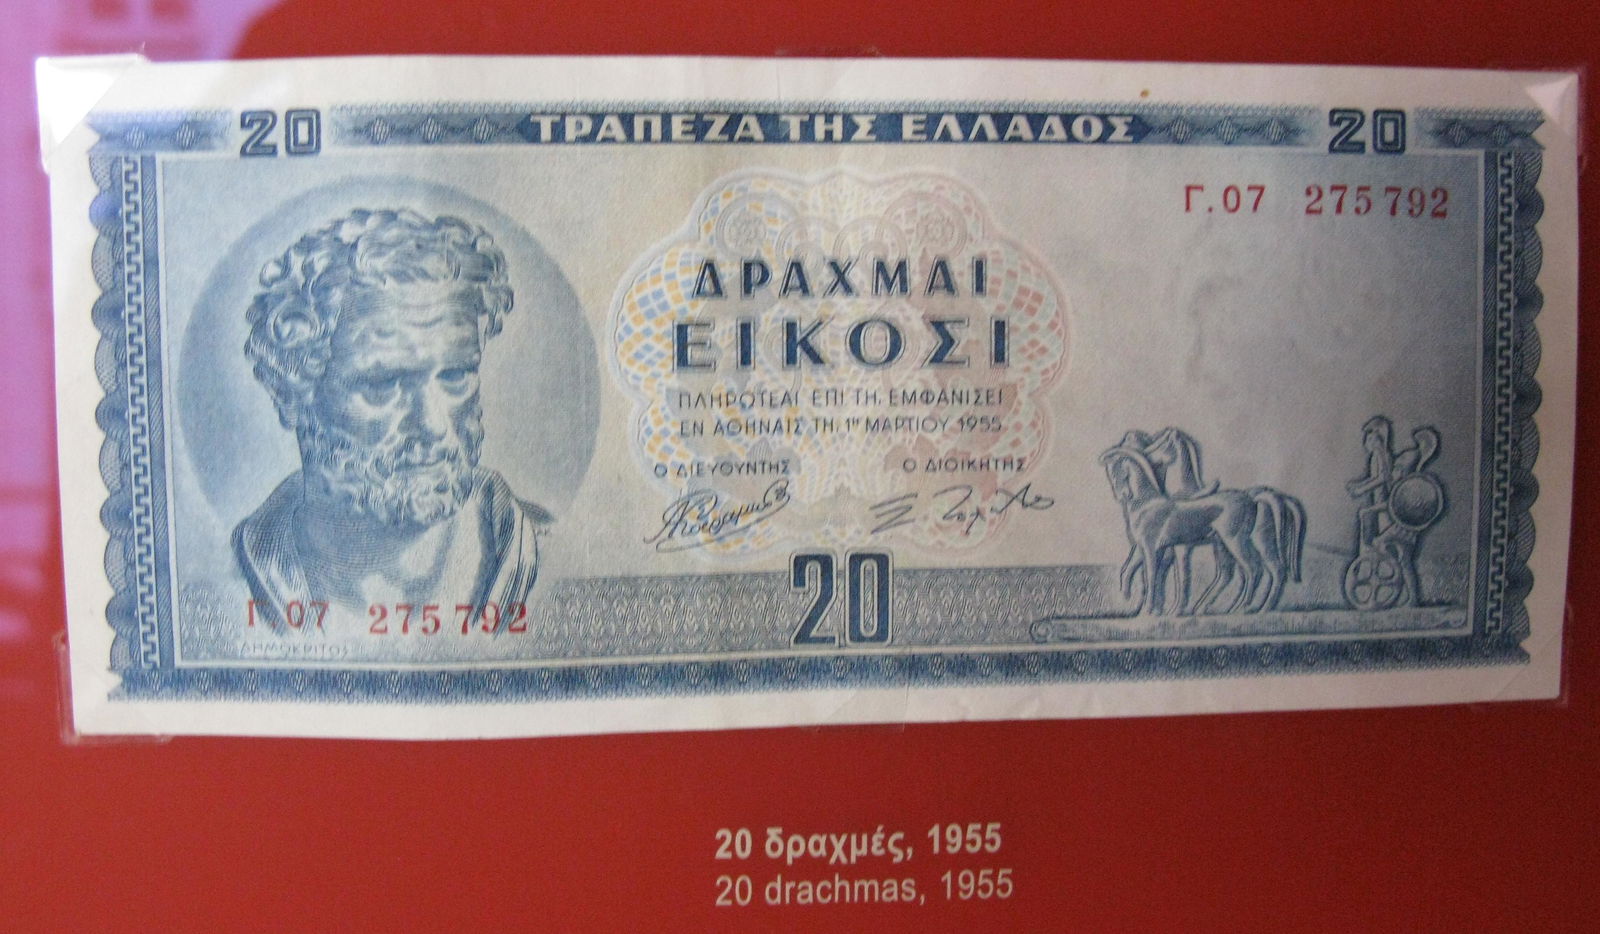 20 ΤΡΑΠΕΖΑ ΤΗΣ ΕΛΛΑΔΟΣ 20
Γ.07 275792
ΔΡΑΧΜΑΙ
ΕΙΚΟΣΙ
ΠΛΗΡΩΤΕΑΙ ΕΠΙ ΤΗ ΕΜΦΑΝΙΣΕΙ
ΕΝ ΑΘΗΝΑΙΣ ΤΗ 1ῃ ΜΑΡΤΙΟΥ 1955
Ο ΔΙΕΥΘΥΝΤΗΣ Ο ΔΙΟΙΚΗΤΗΣ
20
Γ.07 275792
ΔΗΜΟΚΡΙΤΟΣ
20 δραχμές, 1955
20 drachmas, 1955